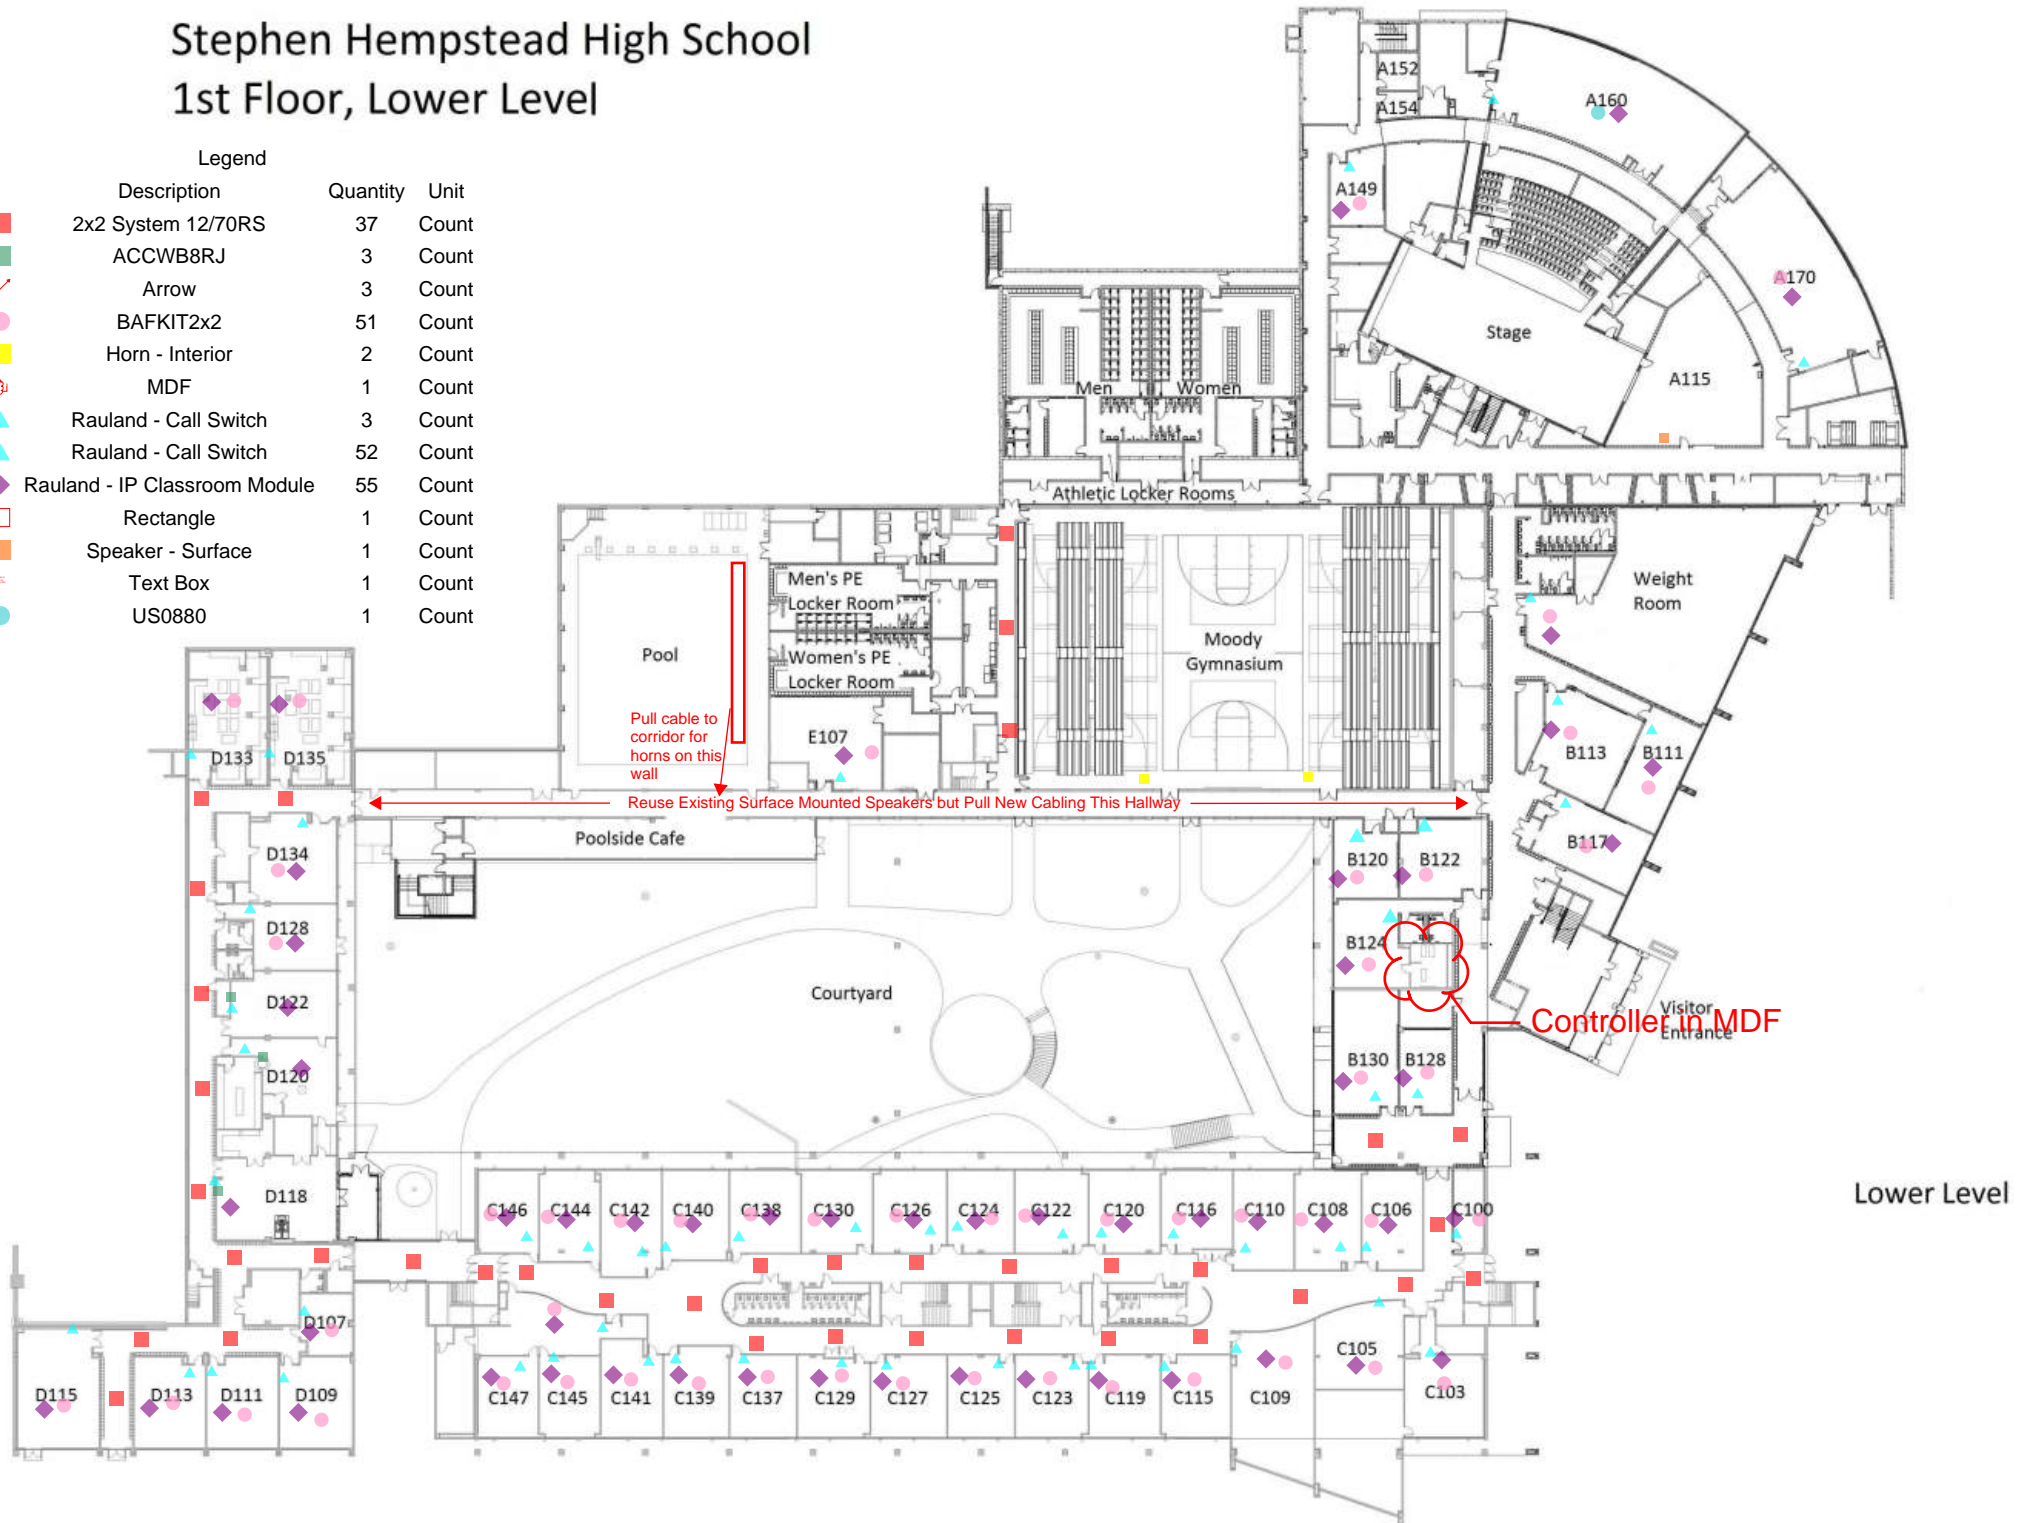 Stephen Hempstead High School
1st Floor, Lower Level
Legend
Description Quantity Unit
2x2 System 12/70RS 37 Count
ACCWB8RJ 3 Count
Arrow 3 Count
BAFKIT2x2 51 Count
Horn - Interior 2 Count
MDF 1 Count
Rauland - Call Switch 3 Count
Rauland - Call Switch 52 Count
Rauland - IP Classroom Module 55 Count
Rectangle 1 Count
Speaker - Surface 1 Count
Text Box 1 Count
US0880 1 Count
A152
A154
A160
A149
A170
Stage
A115
Men Women
Athletic Locker Rooms
Men's PE
Locker Room
Women's PE
Locker Room
Pool
Moody
Gymnasium
Weight
Room
Pull cable to
corridor for
horns on this
wall
E107
D133 D135
B113
B111
B117
Reuse Existing Surface Mounted Speakers but Pull New Cabling This Hallway
Poolside Cafe
D134
D128
D122
D120
D118
B120
B122
B124
B130
B128
Courtyard
Controller in MDF
Visitor
Entrance
Lower Level
C146 C144 C142 C140 C138 C130 C126 C124 C122 C120 C116 C110 C108 C106 C100
D107
C105
D115 D113 D111 D109
C147 C145 C141 C139 C137 C129 C127 C125 C123 C119 C115 C109 C103